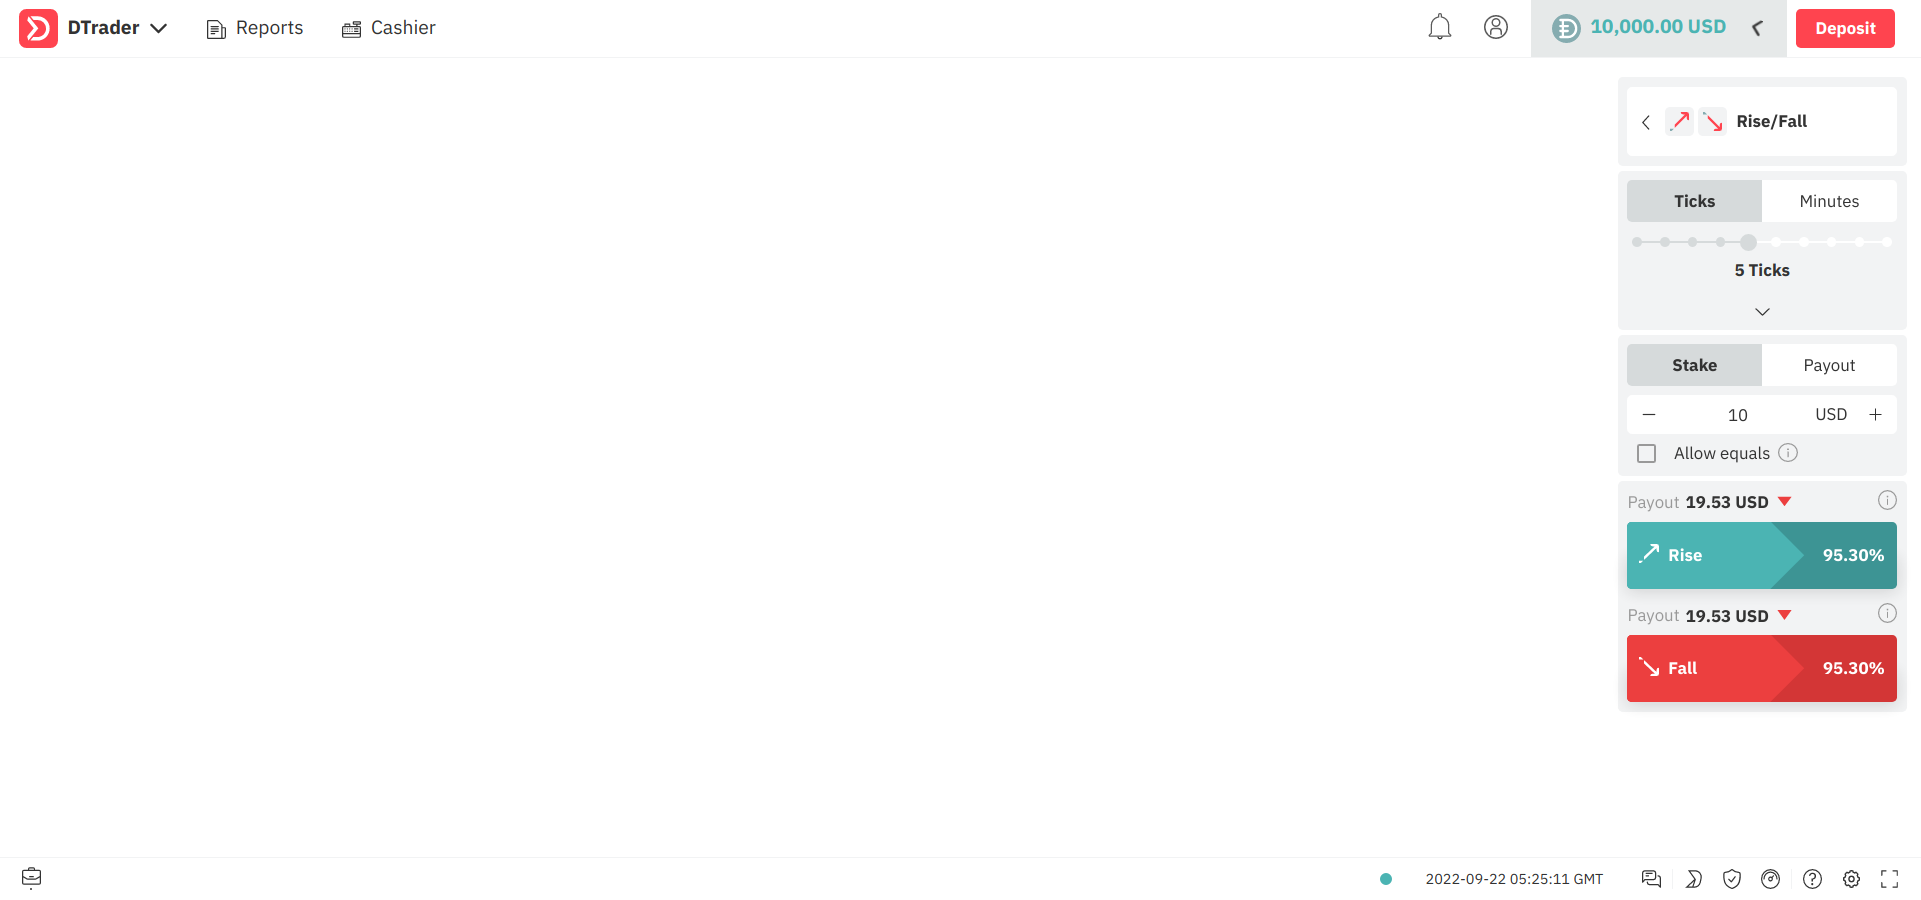 DTrader
Reports
Cashier
10,000.00 USD
Deposit
Rise/Fall
Ticks
Minutes
5 Ticks
Stake
Payout
10
USD
Allow equals
Payout 19.53 USD
Rise
95.30%
Payout 19.53 USD
Fall
95.30%
2022-09-22 05:25:11 GMT